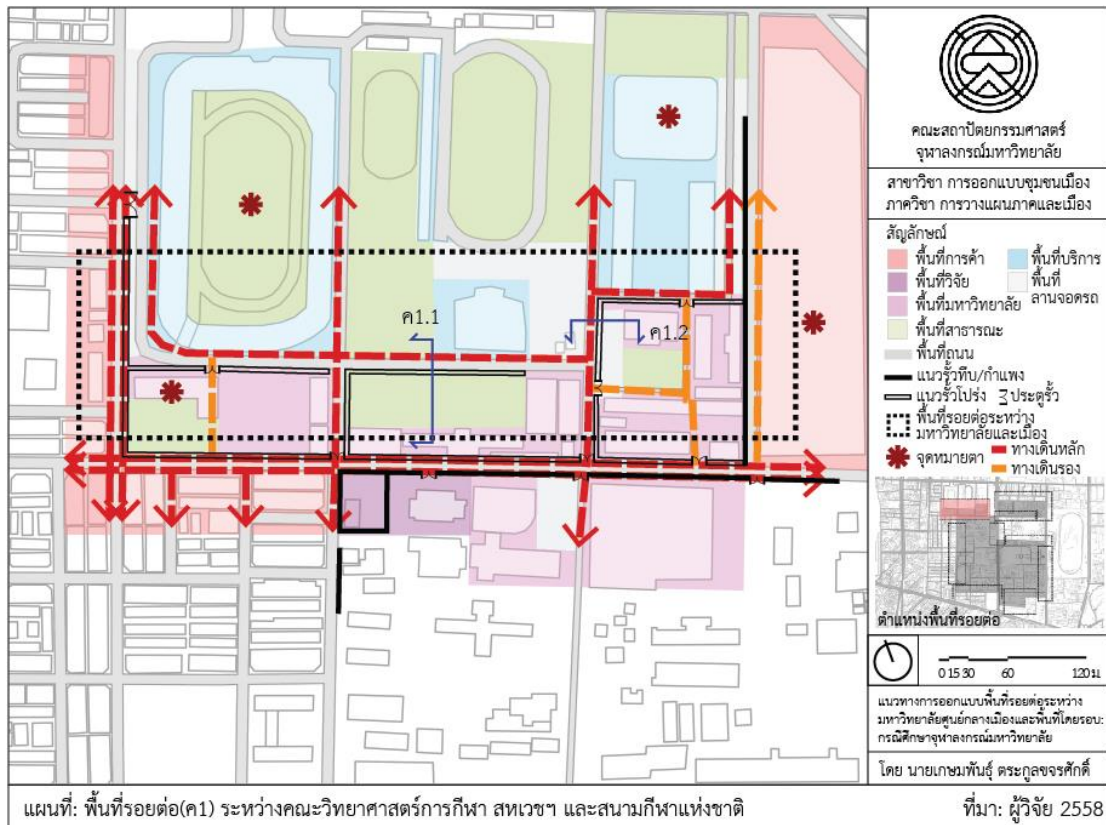 ค1.1
ค1.2
คณะสถาปัตยกรรมศาสตร์
จุฬาลงกรณ์มหาวิทยาลัย
สาขาวิชา การออกแบบชุมชนเมือง
ภาควิชา การวางแผนภาคและเมือง
สัญลักษณ์
พื้นที่การค้า
พื้นที่บริการ
พื้นที่วิจัย
พื้นที่
ลานจอดรถ
พื้นที่มหาวิทยาลัย
พื้นที่สาธารณะ
พื้นที่ถนน
แนวรั้วทึบ/กำแพง
แนวรั้วโปร่ง
ประตูรั้ว
พื้นที่รอยต่อระหว่าง
มหาวิทยาลัยและเมือง
จุดหมายตา
ทางเดินหลัก
ทางเดินรอง
ตำแหน่งพื้นที่รอยต่อ
0 15 30 60 120 ม
แนวทางการออกแบบพื้นที่รอยต่อระหว่าง
มหาวิทยาลัยศูนย์กลางเมืองและพื้นที่โดยรอบ:
กรณีศึกษาจุฬาลงกรณ์มหาวิทยาลัย
โดย นายเกษมพันธุ์ ตระกูลขจรศักดิ์
แผนที่: พื้นที่รอยต่อ(ค1) ระหว่างคณะวิทยาศาสตร์การกีฬา สหเวชฯ และสนามกีฬาแห่งชาติ
ที่มา: ผู้วิจัย 2558